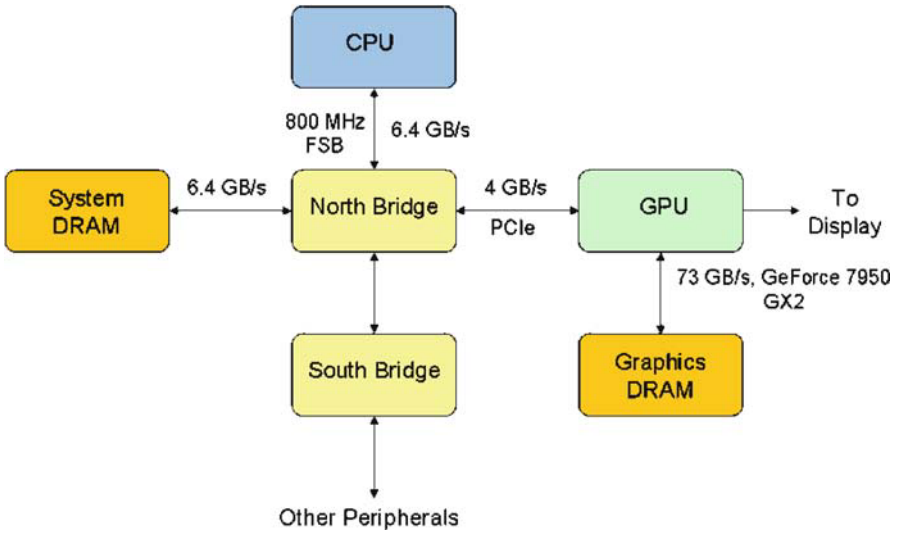 CPU
800 MHz
FSB
6.4 GB/s
System
DRAM
6.4 GB/s
North Bridge
4 GB/s
PCIe
GPU
To
Display
73 GB/s, GeForce 7950
GX2
South Bridge
Graphics
DRAM
Other Peripherals